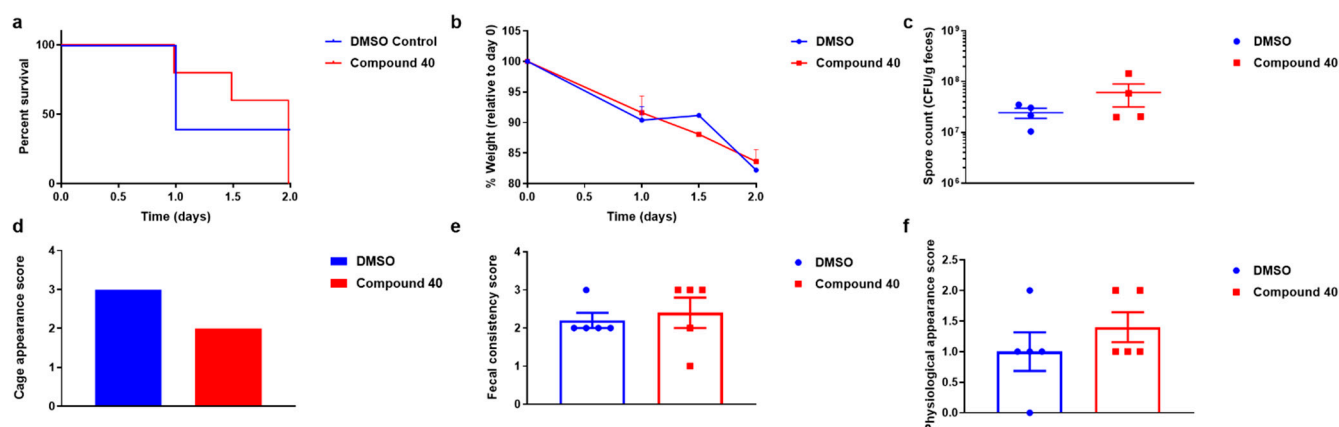 a
Percent survival
100
50
0
0.0 0.5 1.0 1.5 2.0
Time (days)
DMSO Control
Compound 40
b
% Weight (relative to day 0)
105
100
95
90
85
80
0.0 0.5 1.0 1.5 2.0
Time (days)
DMSO
Compound 40
c
Spore count (CFU/g feces)
10⁹
10⁸
10⁷
10⁶
DMSO
Compound 40
d
Cage appearance score
4
3
2
1
0
DMSO
Compound 40
e
Fecal consistency score
4
3
2
1
0
DMSO
Compound 40
f
Physiological appearance score
2.5
2.0
1.5
1.0
0.5
0.0
DMSO
Compound 40